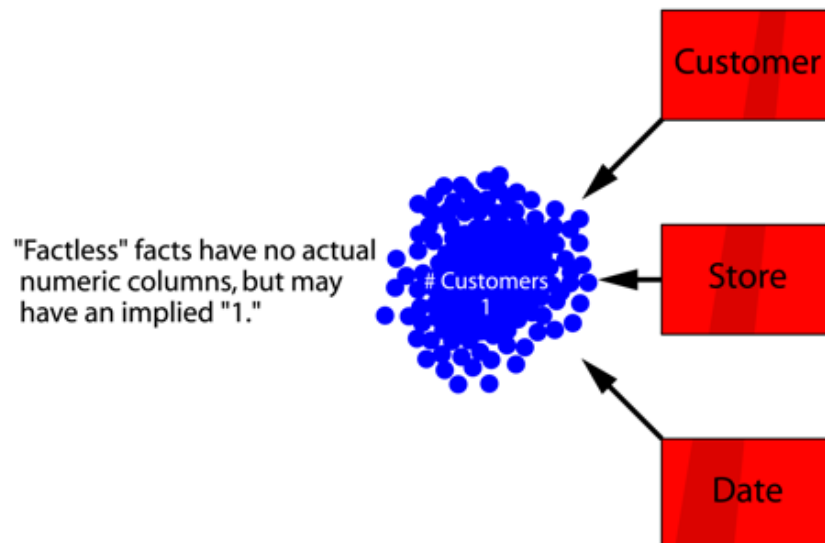 Customer
"Factless" facts have no actual
numeric columns, but may
have an implied "1."
# Customers
1
Store
Date